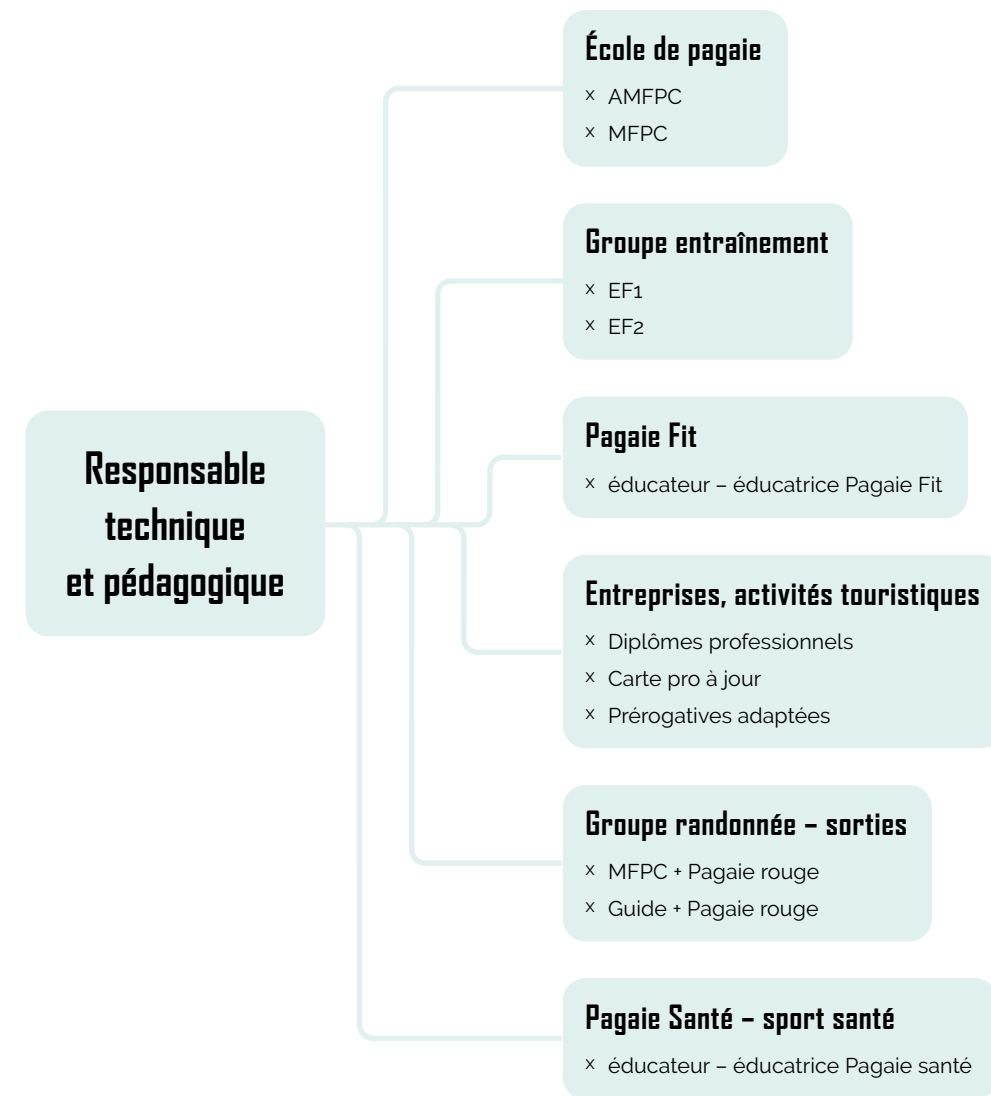 École de pagaie
x AMFPC
x MFPC
Groupe entraînement
x EF1
x EF2
Pagaie Fit
x éducateur – éducatrice Pagaie Fit
Responsable
technique
et pédagogique
Entreprises, activités touristiques
x Diplômes professionnels
x Carte pro à jour
x Prérogatives adaptées
Groupe randonnée – sorties
x MFPC + Pagaie rouge
x Guide + Pagaie rouge
Pagaie Santé – sport santé
x éducateur – éducatrice Pagaie santé